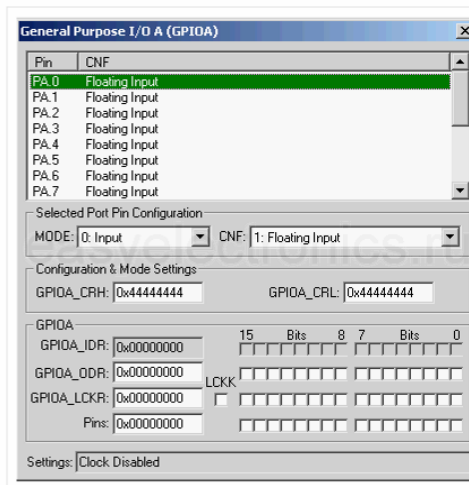 General Purpose I/O A (GPIOA)
Pin CNF
PA.0 Floating Input
PA.1 Floating Input
PA.2 Floating Input
PA.3 Floating Input
PA.4 Floating Input
PA.5 Floating Input
PA.6 Floating Input
PA.7 Floating Input
Selected Port Pin Configuration
MODE: 0: Input CNF: 1: Floating Input
easyelectronics.ru
Configuration & Mode Settings
GPIOA_CRH: 0x44444444 GPIOA_CRL: 0x44444444
GPIOA
15 Bits 8 7 Bits 0
GPIOA_IDR: 0x00000000
GPIOA_ODR: 0x00000000
LCKK
GPIOA_LCKR: 0x00000000
Pins: 0x00000000
Settings: Clock Disabled